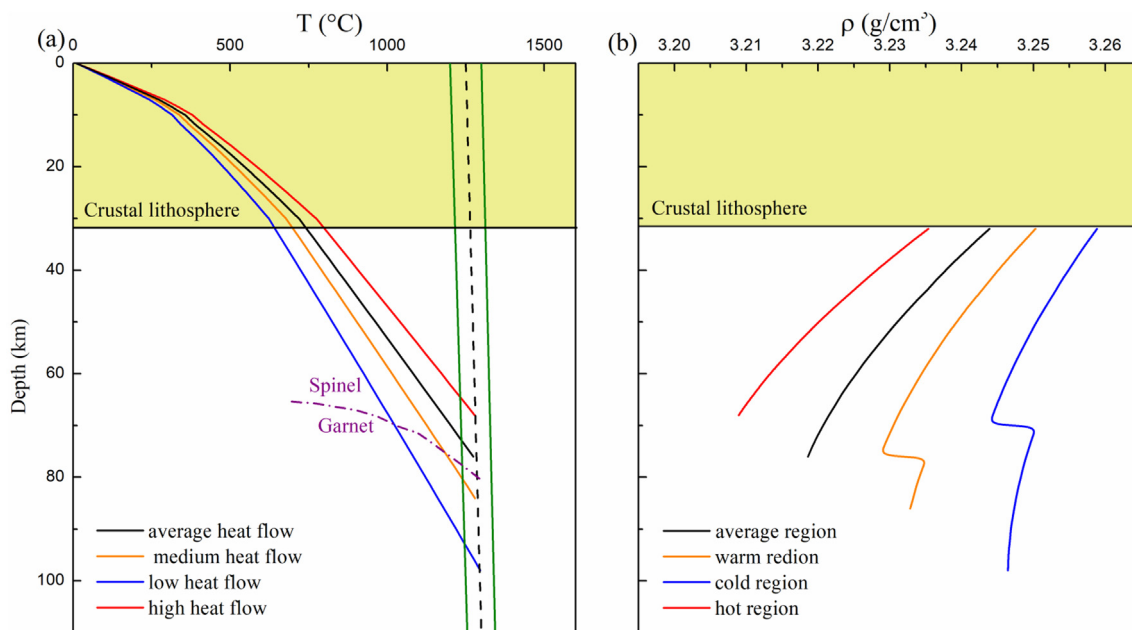 T (°C)
(a)
0
500
1000
1500
0
20
40
60
80
100
Depth (km)
Crustal lithosphere
Spinel
Garnet
average heat flow
medium heat flow
low heat flow
high heat flow
(b)
ρ (g/cm³)
3.20
3.21
3.22
3.23
3.24
3.25
3.26
Crustal lithosphere
average region
warm redion
cold region
hot region